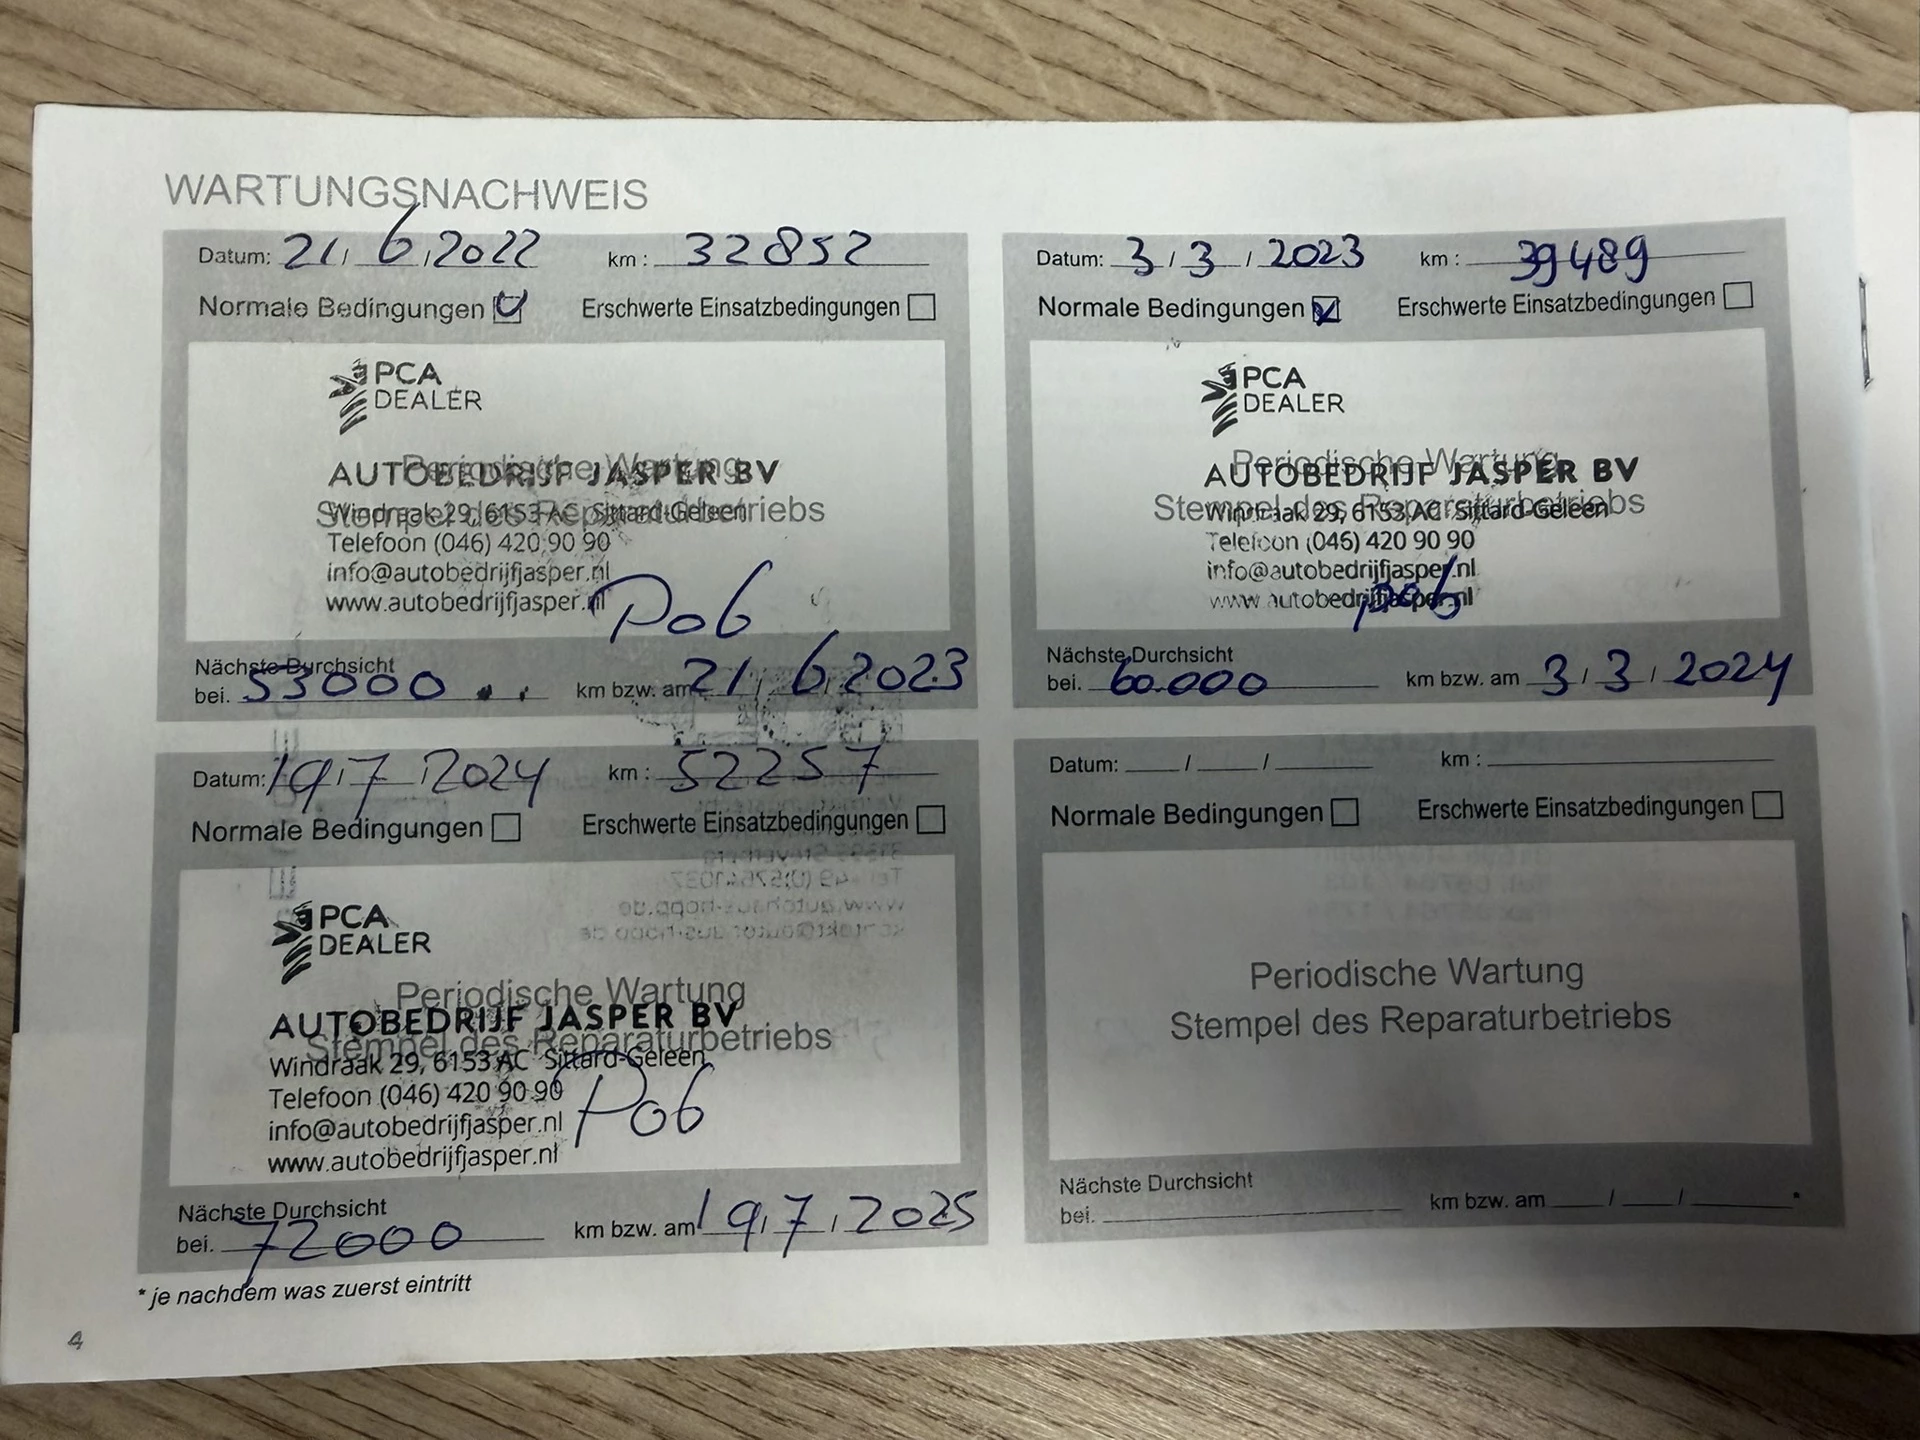 WARTUNGSNACHWEIS
Datum: 21 / 6 / 2022 km : 32852
Normale Bedingungen Erschwerte Einsatzbedingungen
PCA
DEALER
Periodische Wartung
AUTOBEDRIJF JASPER BV
Stempel des Reparaturbetriebs
Windraak 29, 6153 AC Sittard-Geleen
Telefoon (046) 420 90 90
info@autobedrijfjasper.nl
www.autobedrijfjasper.nl
Pob
Nächste Durchsicht
bei. 53000 km bzw. am 21 / 6 / 2023
Datum: 3 / 3 / 2023 km : 39489
Normale Bedingungen Erschwerte Einsatzbedingungen
PCA
DEALER
Periodische Wartung
AUTOBEDRIJF JASPER BV
Stempel des Reparaturbetriebs
Windraak 29, 6153 AC Sittard-Geleen
Telefoon (046) 420 90 90
info@autobedrijfjasper.nl
www.autobedrijfjasper.nl
pob
Nächste Durchsicht
bei. 60.000 km bzw. am 3 / 3 / 2024
Datum: 19 / 7 / 2024 km : 52257
Normale Bedingungen Erschwerte Einsatzbedingungen
PCA
DEALER
Periodische Wartung
AUTOBEDRIJF JASPER BV
Stempel des Reparaturbetriebs
Windraak 29, 6153 AC Sittard-Geleen
Telefoon (046) 420 90 90
info@autobedrijfjasper.nl
www.autobedrijfjasper.nl
Pob
Nächste Durchsicht
bei. 72000 km bzw. am 19 / 7 / 2025
Datum: / / km :
Normale Bedingungen Erschwerte Einsatzbedingungen
Periodische Wartung
Stempel des Reparaturbetriebs
Nächste Durchsicht
bei. km bzw. am / / *
* je nachdem was zuerst eintritt
4